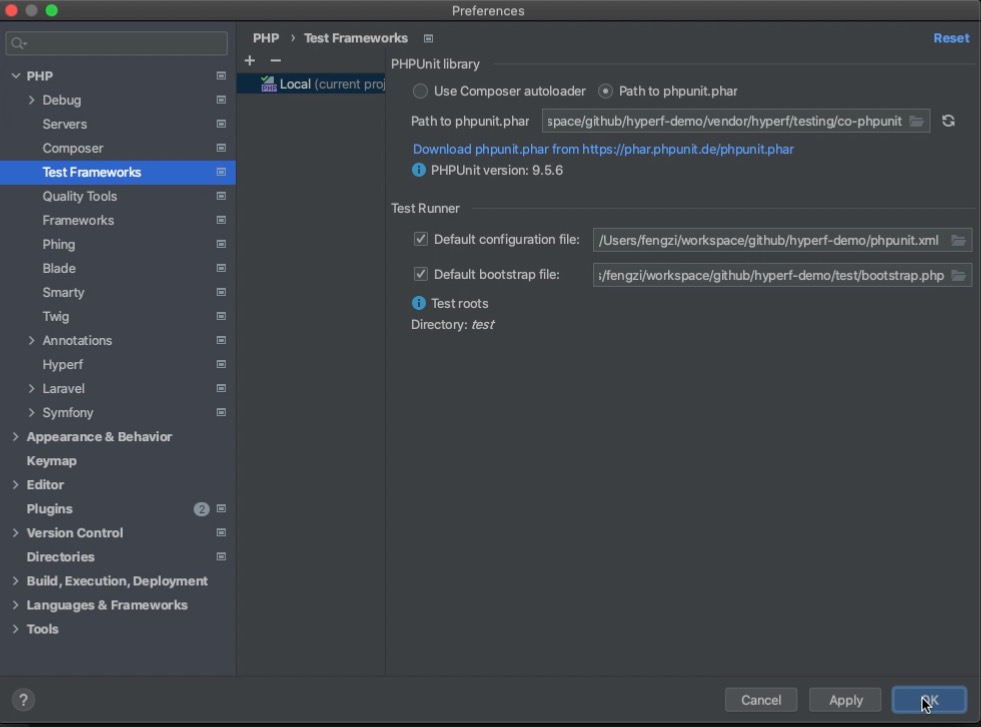 Preferences
PHP › Test Frameworks
Reset
PHP
Debug
Servers
Composer
Test Frameworks
Quality Tools
Frameworks
Phing
Blade
Smarty
Twig
Annotations
Hyperf
Laravel
Symfony
Appearance & Behavior
Keymap
Editor
Plugins 2
Version Control
Directories
Build, Execution, Deployment
Languages & Frameworks
Tools
+ −
PHP Local (current proj
PHPUnit library
Use Composer autoloader Path to phpunit.phar
Path to phpunit.phar space/github/hyperf-demo/vendor/hyperf/testing/co-phpunit
Download phpunit.phar from https://phar.phpunit.de/phpunit.phar
PHPUnit version: 9.5.6
Test Runner
Default configuration file: /Users/fengzi/workspace/github/hyperf-demo/phpunit.xml
Default bootstrap file: s/fengzi/workspace/github/hyperf-demo/test/bootstrap.php
Test roots
Directory: test
?
Cancel
Apply
OK